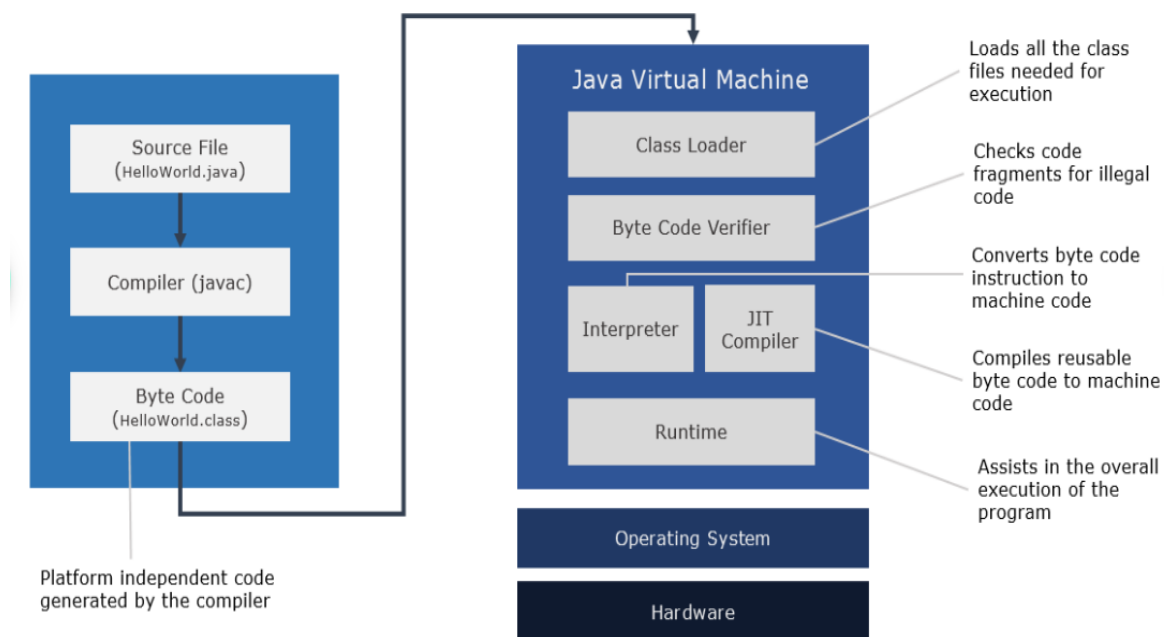 Source File
(HelloWorld.java)
Compiler (javac)
Byte Code
(HelloWorld.class)
Platform independent code
generated by the compiler
Java Virtual Machine
Class Loader
Byte Code Verifier
Interpreter
JIT
Compiler
Runtime
Operating System
Hardware
Loads all the class
files needed for
execution
Checks code
fragments for illegal
code
Converts byte code
instruction to
machine code
Compiles reusable
byte code to machine
code
Assists in the overall
execution of the
program